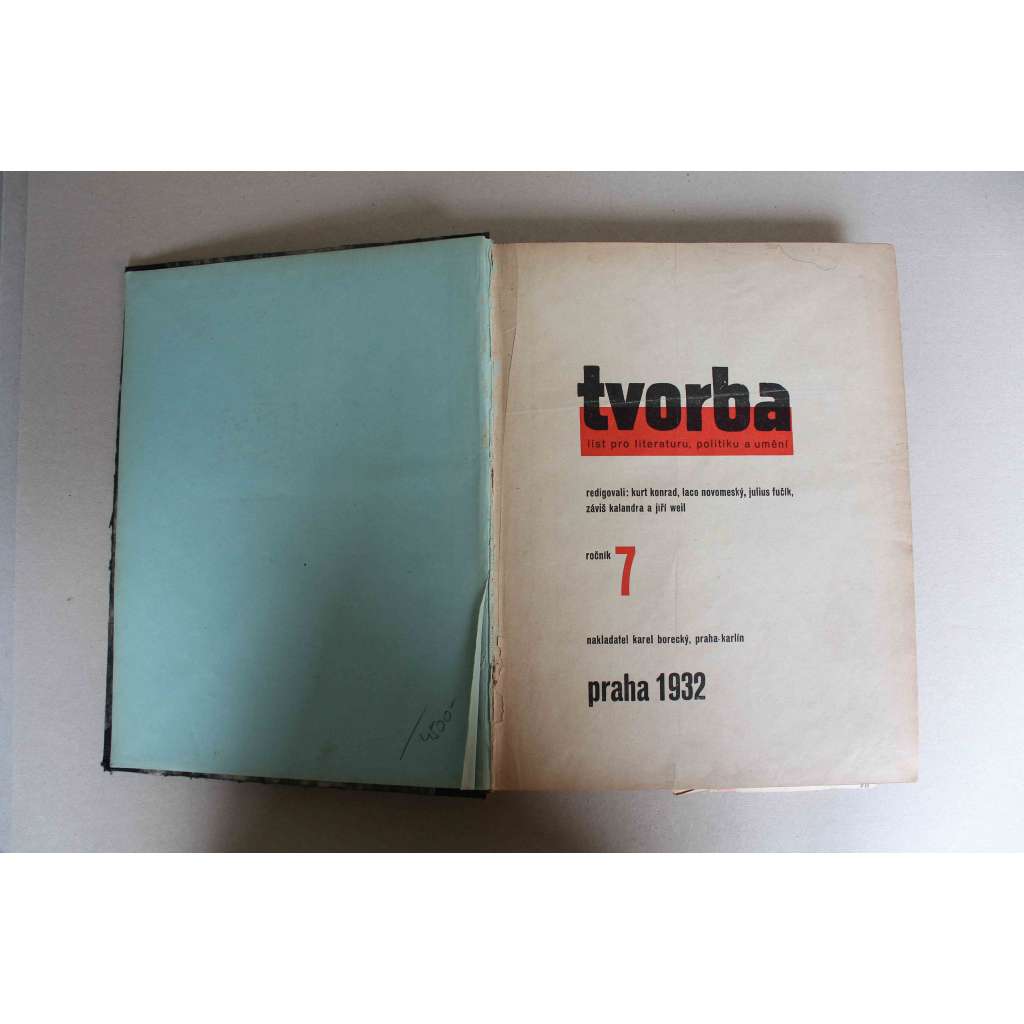 tvorba
list pro literaturu, politiku a umění
redigovali: kurt konrad, laco novomeský, julius fučík,
záviš kalandra a jiří weil
ročník 7
nakladatel karel borecký, praha-karlín
praha 1932
4500-